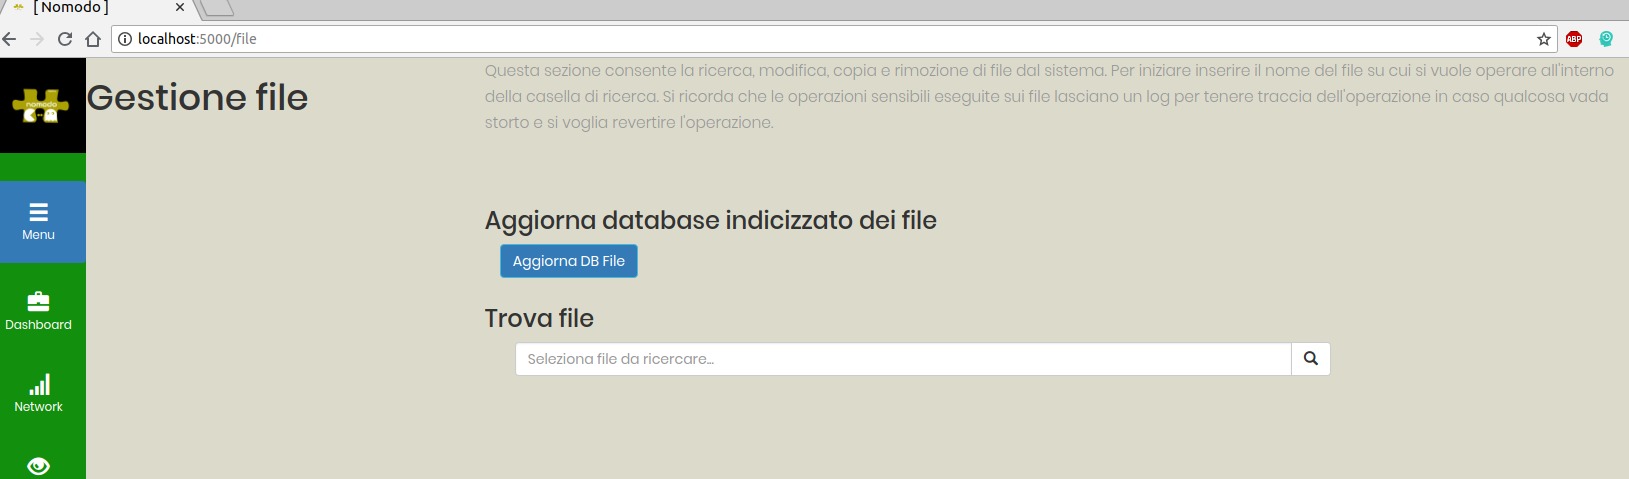 [ Nomodo ]
localhost:5000/file
ABP
nomodo
Gestione file
Questa sezione consente la ricerca, modifica, copia e rimozione di file dal sistema. Per iniziare inserire il nome del file su cui si vuole operare all'interno
della casella di ricerca. Si ricorda che le operazioni sensibili eseguite sui file lasciano un log per tenere traccia dell'operazione in caso qualcosa vada
storto e si voglia revertire l'operazione.
Menu
Dashboard
Network
Aggiorna database indicizzato dei file
Aggiorna DB File
Trova file
Seleziona file da ricercare...